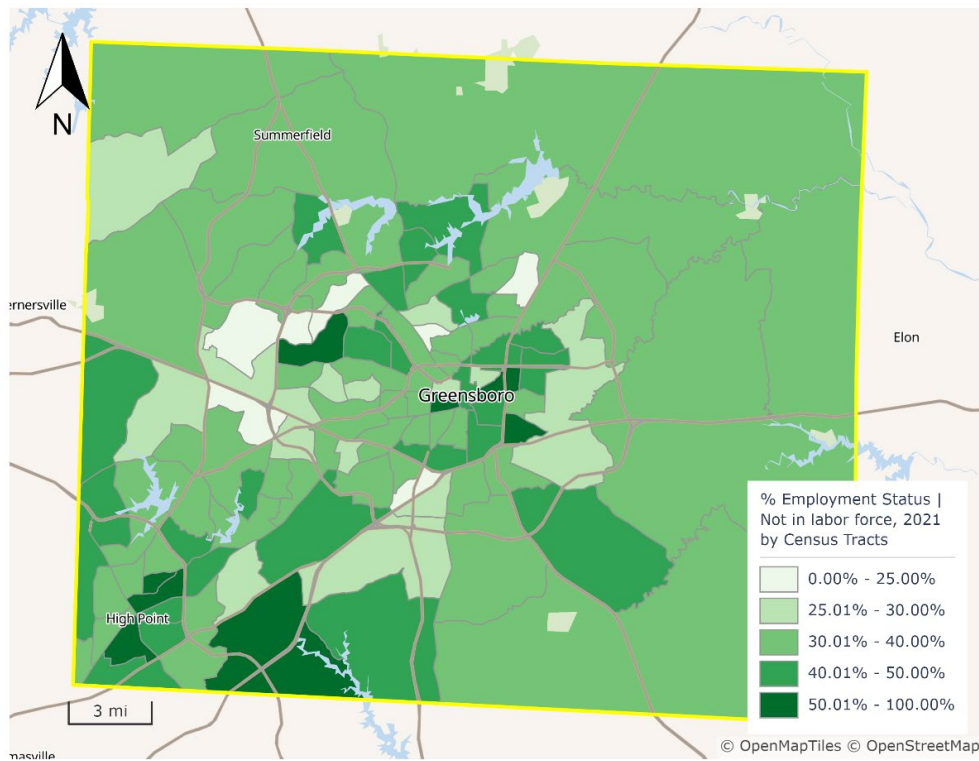 N
Summerfield
ernersville
Elon
Greensboro
High Point
3 mi
masville
% Employment Status |
Not in labor force, 2021
by Census Tracts
0.00% - 25.00%
25.01% - 30.00%
30.01% - 40.00%
40.01% - 50.00%
50.01% - 100.00%
© OpenMapTiles © OpenStreetMap